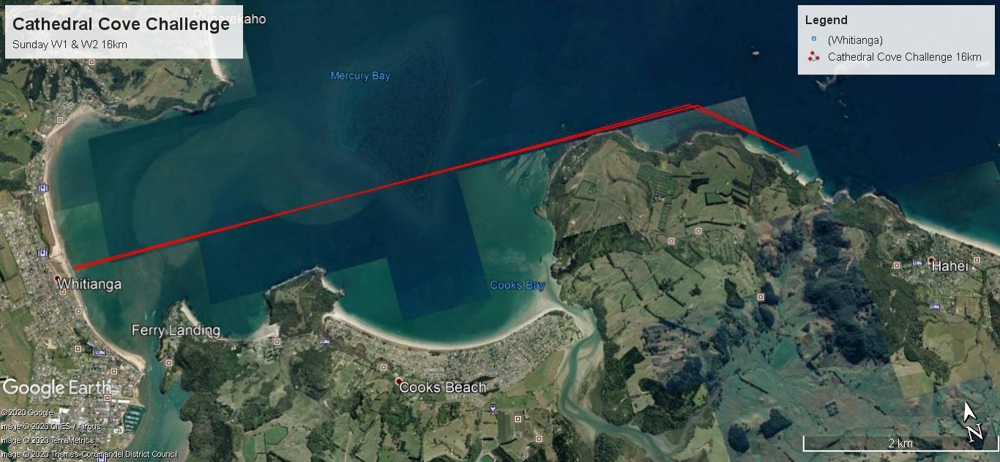 Cathedral Cove Challenge
Sunday W1 & W2 16km
Wharekaho
Legend
(Whitianga)
Cathedral Cove Challenge 16km
Mercury Bay
Whitianga
Cooks Bay
Hahei
Ferry Landing
Cooks Beach
Google Earth
©2020 Google
Image © 2020 CNES / Airbus
Image © 2020 TerraMetrics
Image © 2020 Thames-Coromandel District Council
2 km
N